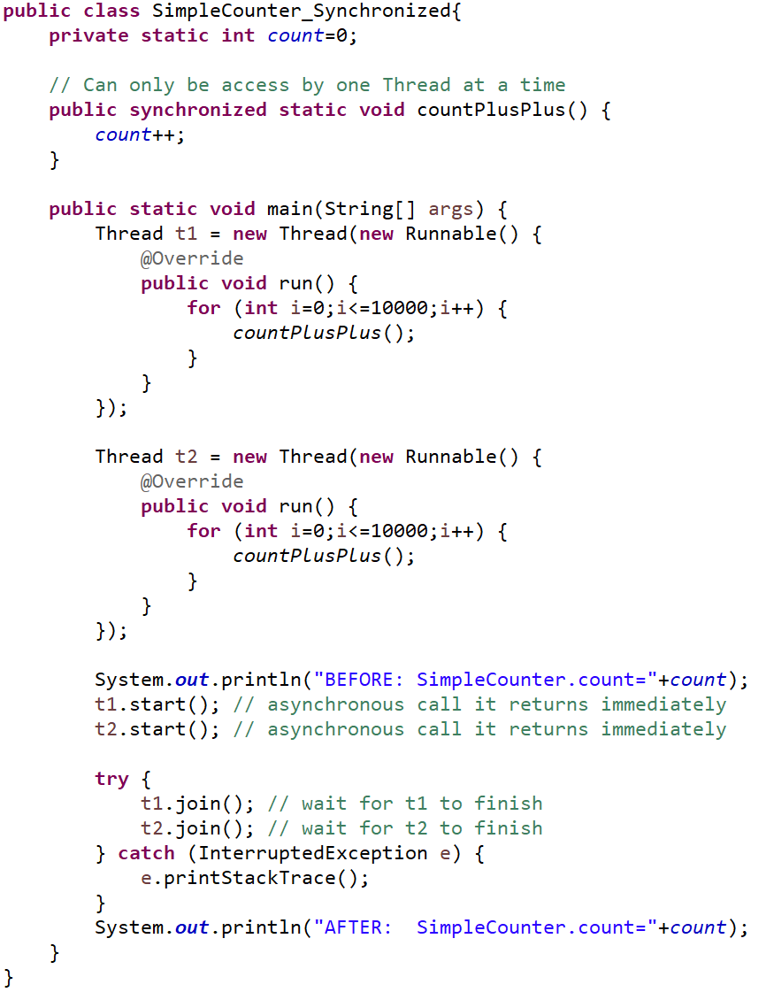 public class SimpleCounter_Synchronized{
    private static int count=0;

    // Can only be access by one Thread at a time
    public synchronized static void countPlusPlus() {
        count++;
    }

    public static void main(String[] args) {
        Thread t1 = new Thread(new Runnable() {
            @Override
            public void run() {
                for (int i=0;i<=10000;i++) {
                    countPlusPlus();
                }
            }
        });

        Thread t2 = new Thread(new Runnable() {
            @Override
            public void run() {
                for (int i=0;i<=10000;i++) {
                    countPlusPlus();
                }
            }
        });

        System.out.println("BEFORE: SimpleCounter.count="+count);
        t1.start(); // asynchronous call it returns immediately
        t2.start(); // asynchronous call it returns immediately

        try {
            t1.join(); // wait for t1 to finish
            t2.join(); // wait for t2 to finish
        } catch (InterruptedException e) {
            e.printStackTrace();
        }
        System.out.println("AFTER:  SimpleCounter.count="+count);
    }
}